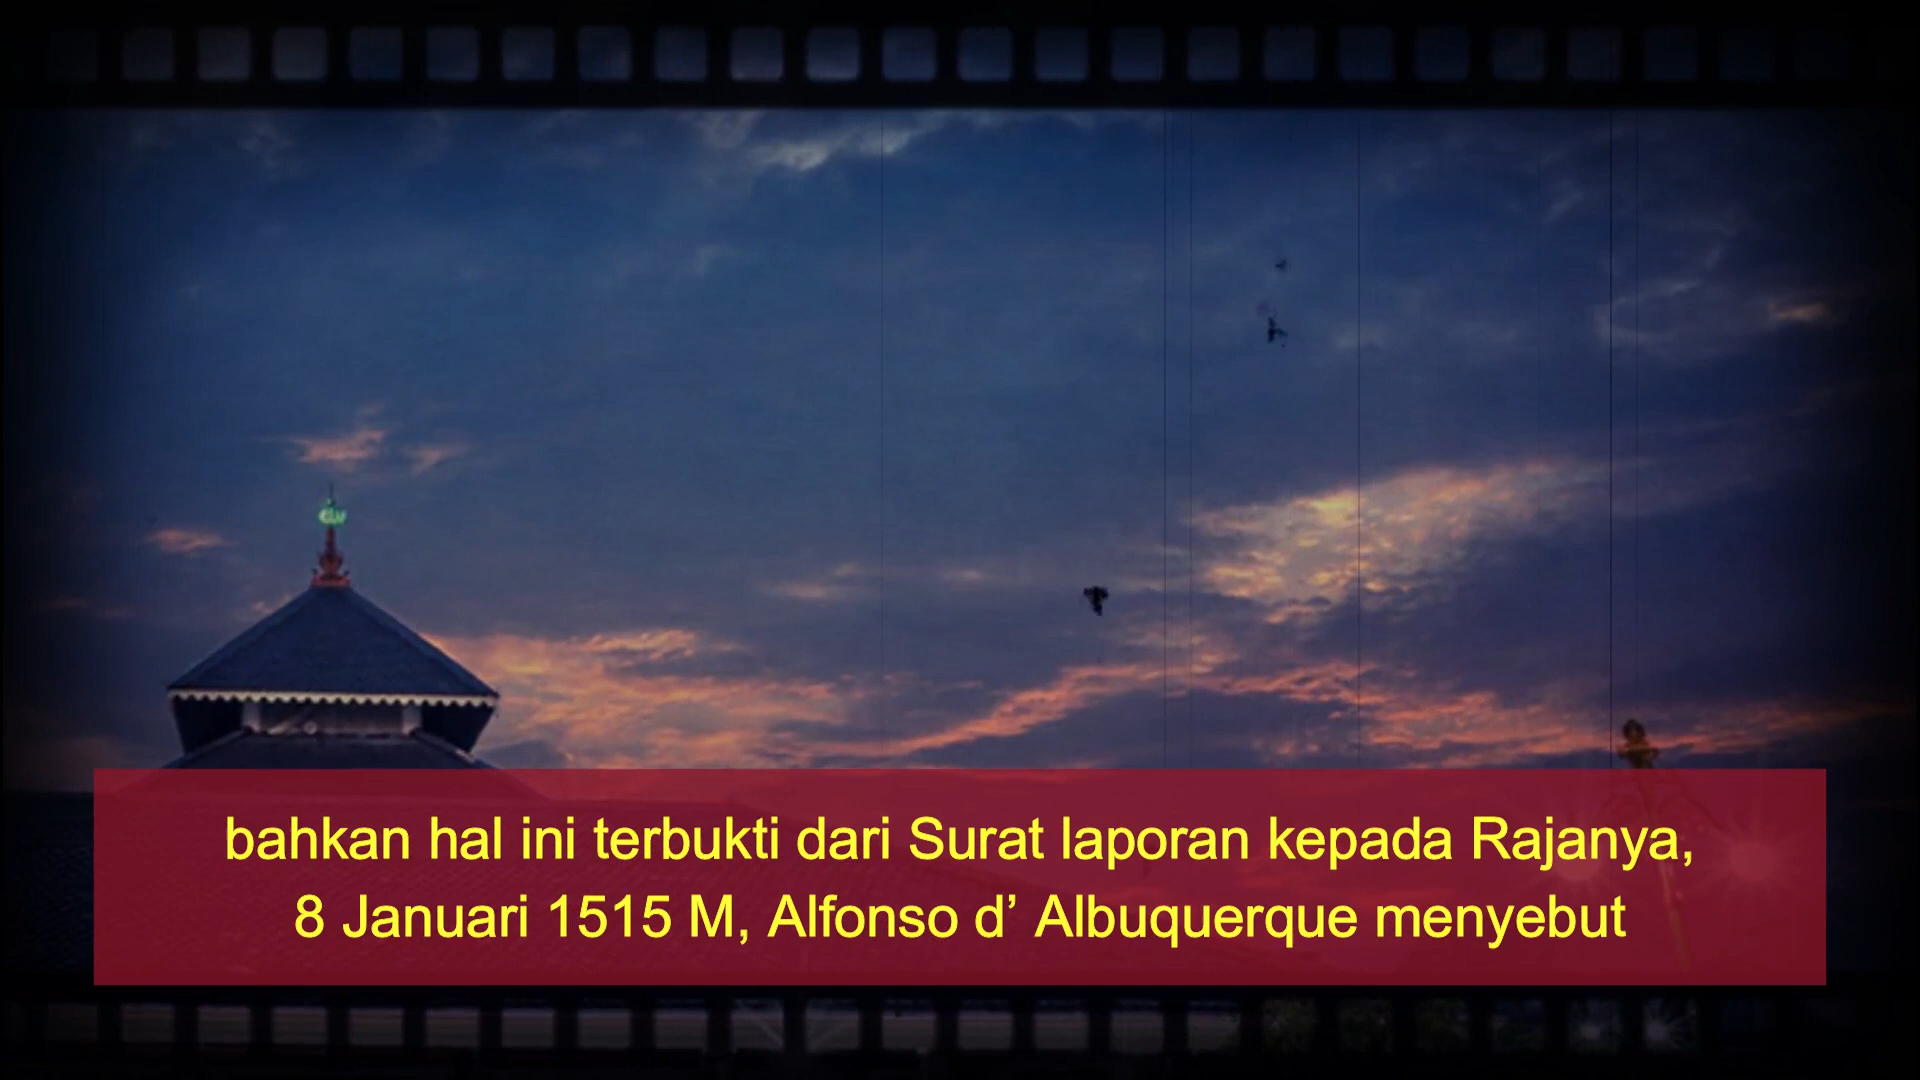 bahkan hal ini terbukti dari Surat laporan kepada Rajanya,
8 Januari 1515 M, Alfonso d’ Albuquerque menyebut